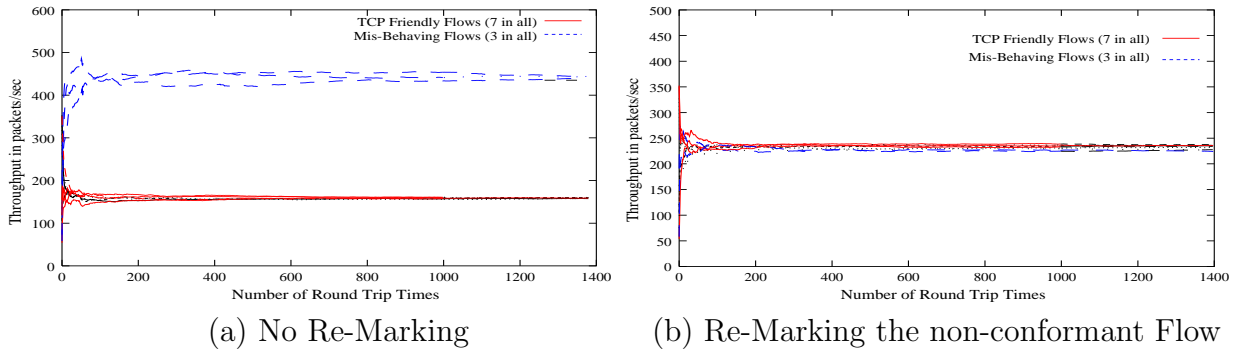 600
500
400
300
200
100
0
Throughput in packets/sec
TCP Friendly Flows (7 in all)
Mis-Behaving Flows (3 in all)
0 200 400 600 800 1000 1200 1400
Number of Round Trip Times
(a) No Re-Marking
500
450
400
350
300
250
200
150
100
50
0
Throughput in packets/sec
TCP Friendly Flows (7 in all)
Mis-Behaving Flows (3 in all)
0 200 400 600 800 1000 1200 1400
Number of Round Trip Times
(b) Re-Marking the non-conformant Flow